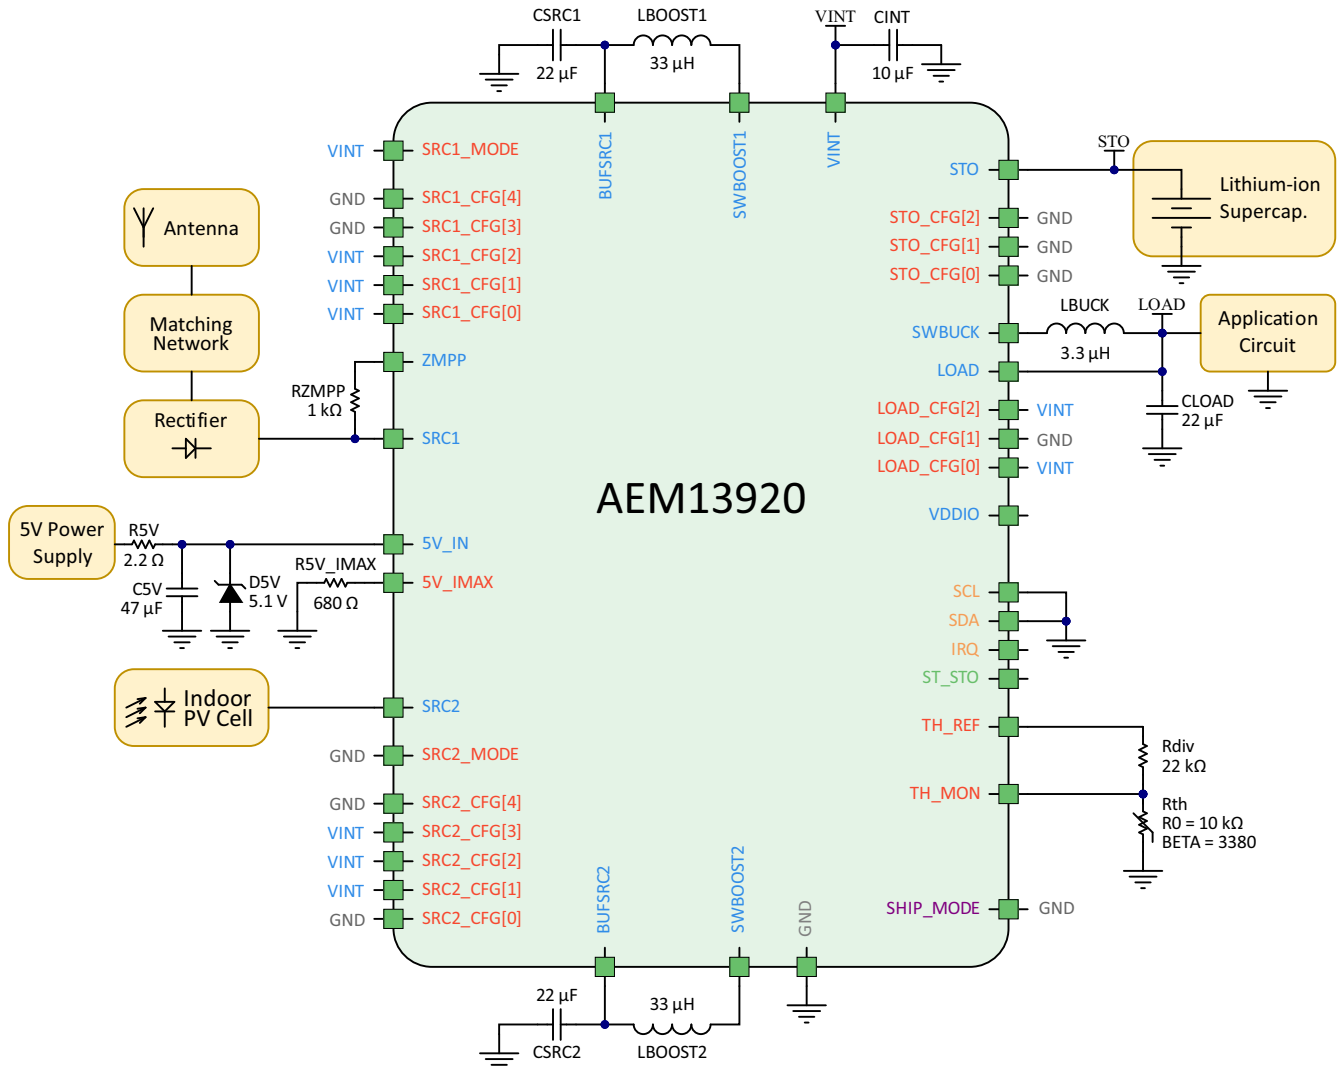 CSRC1
22 µF
LBOOST1
33 µH
VINT
CINT
10 µF
BUFSRC1
SWBOOST1
VINT
VINT
SRC1_MODE
GND
SRC1_CFG[4]
GND
SRC1_CFG[3]
VINT
SRC1_CFG[2]
VINT
SRC1_CFG[1]
VINT
SRC1_CFG[0]
Antenna
Matching
Network
Rectifier
RZMPP
1 kΩ
ZMPP
SRC1
5V Power
Supply
R5V
2.2 Ω
C5V
47 µF
D5V
5.1 V
5V_IN
R5V_IMAX
680 Ω
5V_IMAX
Indoor
PV Cell
SRC2
GND
SRC2_MODE
GND
SRC2_CFG[4]
VINT
SRC2_CFG[3]
VINT
SRC2_CFG[2]
VINT
SRC2_CFG[1]
GND
SRC2_CFG[0]
AEM13920
STO
STO
Lithium-ion
Supercap.
STO_CFG[2]
GND
STO_CFG[1]
GND
STO_CFG[0]
GND
SWBUCK
LBUCK
3.3 µH
LOAD
Application
Circuit
LOAD
CLOAD
22 µF
LOAD_CFG[2]
VINT
LOAD_CFG[1]
GND
LOAD_CFG[0]
VINT
VDDIO
SCL
SDA
IRQ
ST_STO
TH_REF
Rdiv
22 kΩ
TH_MON
Rth
R0 = 10 kΩ
BETA = 3380
SHIP_MODE
GND
BUFSRC2
SWBOOST2
GND
22 µF
CSRC2
33 µH
LBOOST2